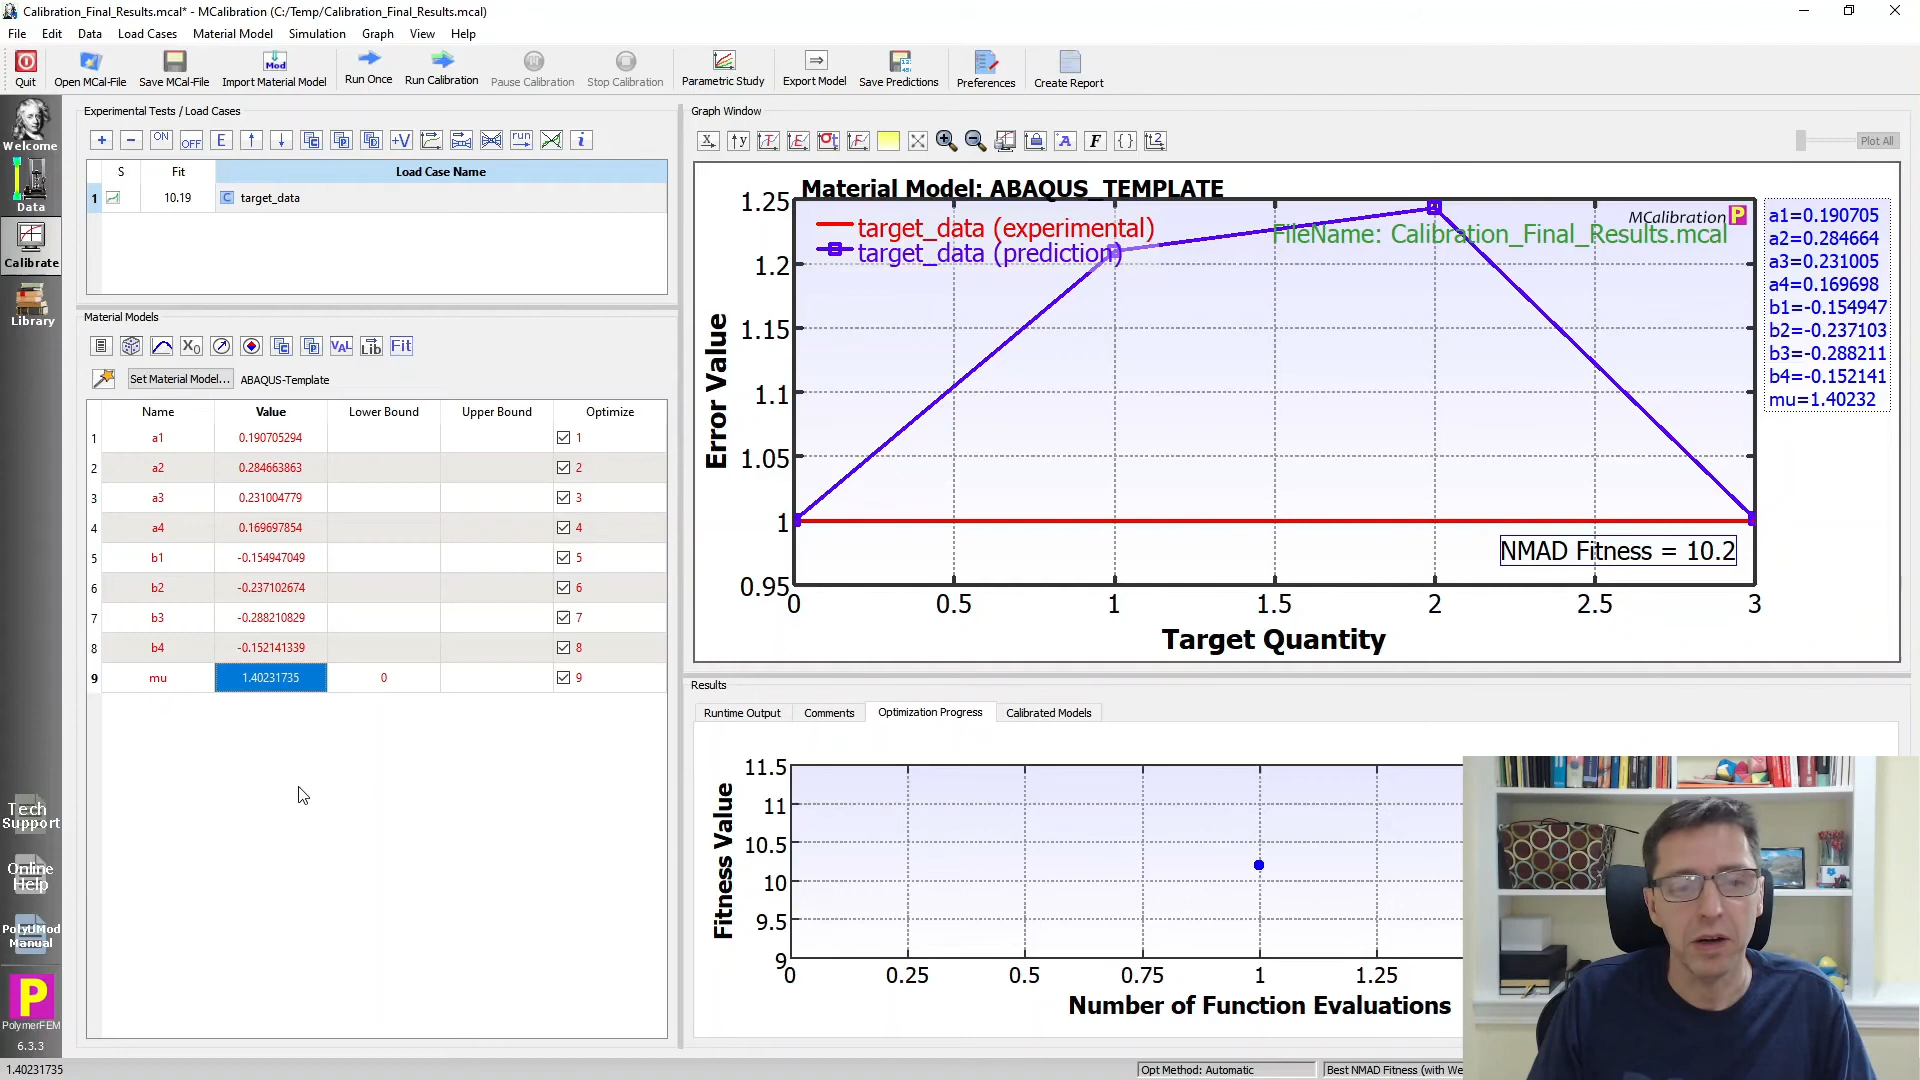 Calibration_Final_Results.mcal* - MCalibration (C:/Temp/Calibration_Final_Results.mcal)
File Edit Data Load Cases Material Model Simulation Graph View Help
Quit Open MCal-File Save MCal-File Import Material Model Run Once Run Calibration Pause Calibration Stop Calibration Parametric Study Export Model Save Predictions Preferences Create Report
Mod
Welcome
Data
Calibrate
Library
Tech Support
Online Help
PolyUMod Manual
P
PolymerFEM
6.3.3
Experimental Tests / Load Cases
+ - ON OFF E +V run i
S Fit Load Case Name
1 10.19 C target_data
Material Models
X0 VAL Lib Fit
Set Material Model... ABAQUS-Template
Name Value Lower Bound Upper Bound Optimize
1 a1 0.190705294 1
2 a2 0.284663863 2
3 a3 0.231004779 3
4 a4 0.169697854 4
5 b1 -0.154947049 5
6 b2 -0.237102674 6
7 b3 -0.288210829 7
8 b4 -0.152141339 8
9 mu 1.40231735 0 9
Graph Window
Plot All
Material Model: ABAQUS_TEMPLATE
target_data (experimental)
target_data (prediction)
MCalibration P
FileName: Calibration_Final_Results.mcal
Error Value
1.25
1.2
1.15
1.1
1.05
1
0.95
NMAD Fitness = 10.2
0 0.5 1 1.5 2 2.5 3
Target Quantity
a1=0.190705
a2=0.284664
a3=0.231005
a4=0.169698
b1=-0.154947
b2=-0.237103
b3=-0.288211
b4=-0.152141
mu=1.40232
Results
Runtime Output Comments Optimization Progress Calibrated Models
Fitness Value
11.5
11
10.5
10
9.5
9
0 0.25 0.5 0.75 1 1.25
Number of Function Evaluations
1.40231735
Opt Method: Automatic
Best NMAD Fitness (with We